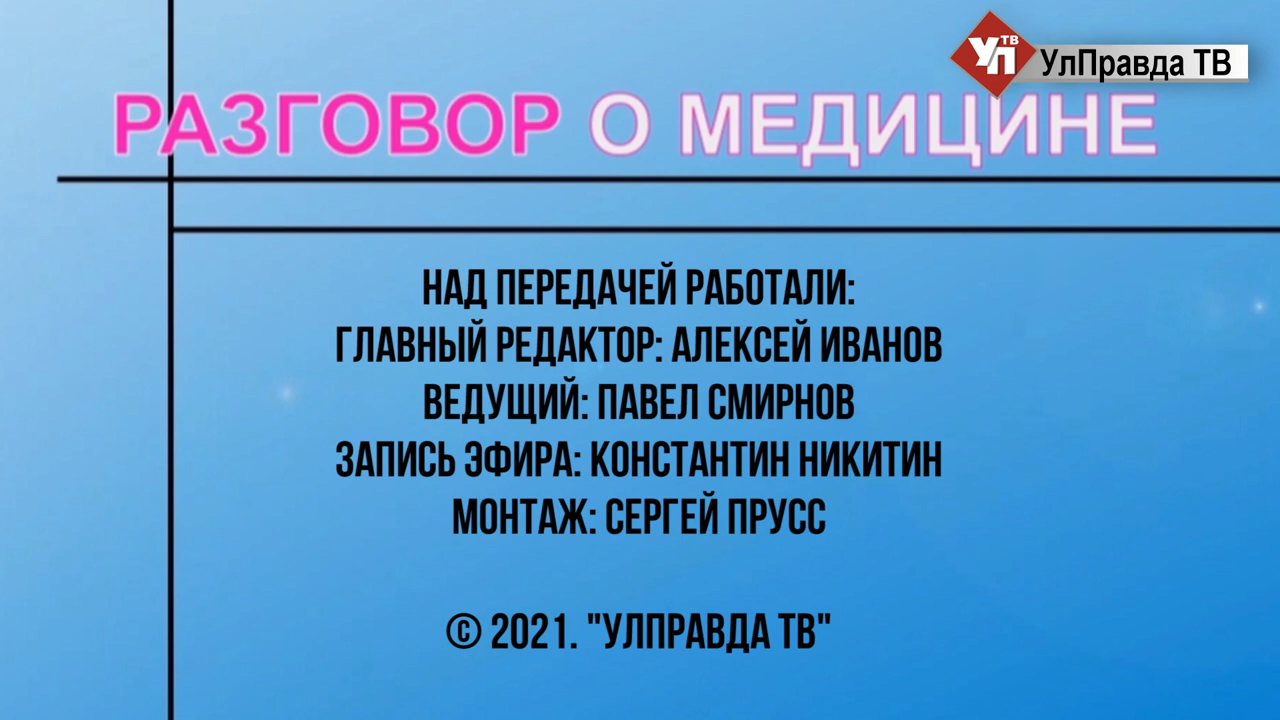 УП ТВ
УлПравда ТВ
РАЗГОВОР О МЕДИЦИНЕ
НАД ПЕРЕДАЧЕЙ РАБОТАЛИ:
ГЛАВНЫЙ РЕДАКТОР: АЛЕКСЕЙ ИВАНОВ
ВЕДУЩИЙ: ПАВЕЛ СМИРНОВ
ЗАПИСЬ ЭФИРА: КОНСТАНТИН НИКИТИН
МОНТАЖ: СЕРГЕЙ ПРУСС
© 2021. "УЛПРАВДА ТВ"